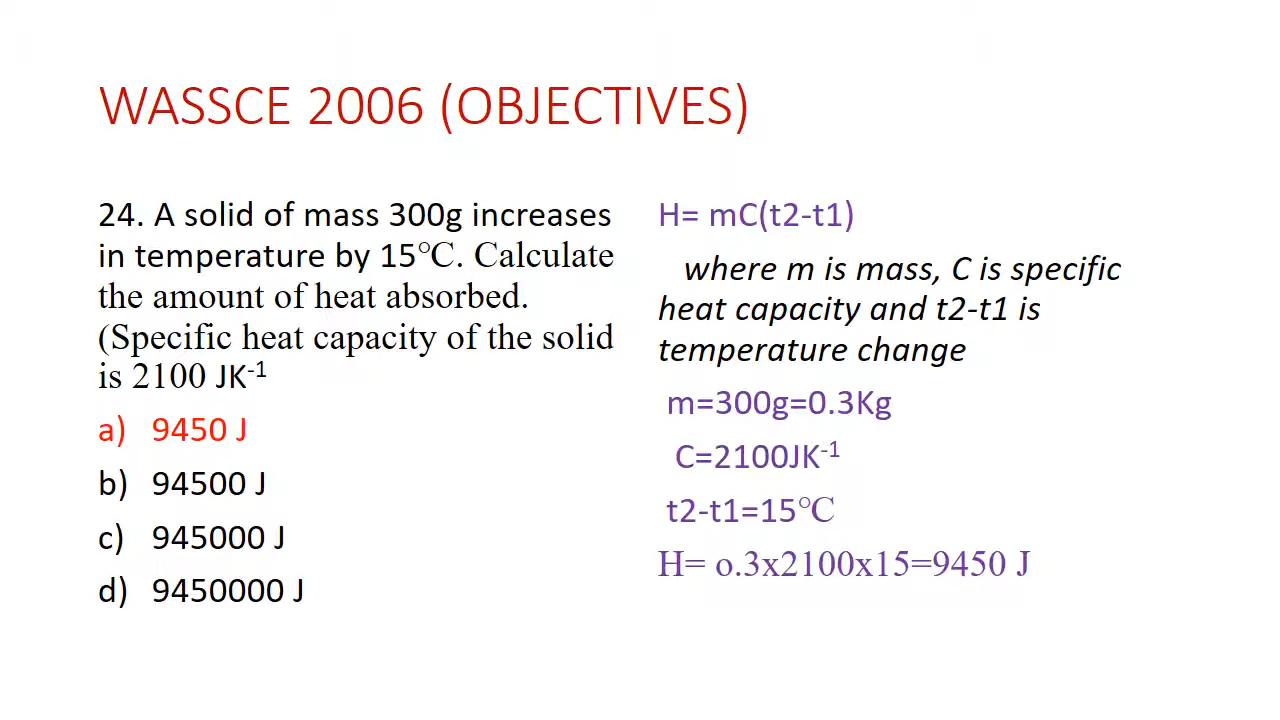 WASSCE 2006 (OBJECTIVES)
24. A solid of mass 300g increases
in temperature by 15℃. Calculate
the amount of heat absorbed.
(Specific heat capacity of the solid
is 2100 JK⁻¹
a) 9450 J
b) 94500 J
c) 945000 J
d) 9450000 J
H= mC(t2-t1)
where m is mass, C is specific
heat capacity and t2-t1 is
temperature change
m=300g=0.3Kg
C=2100JK⁻¹
t2-t1=15℃
H= o.3x2100x15=9450 J